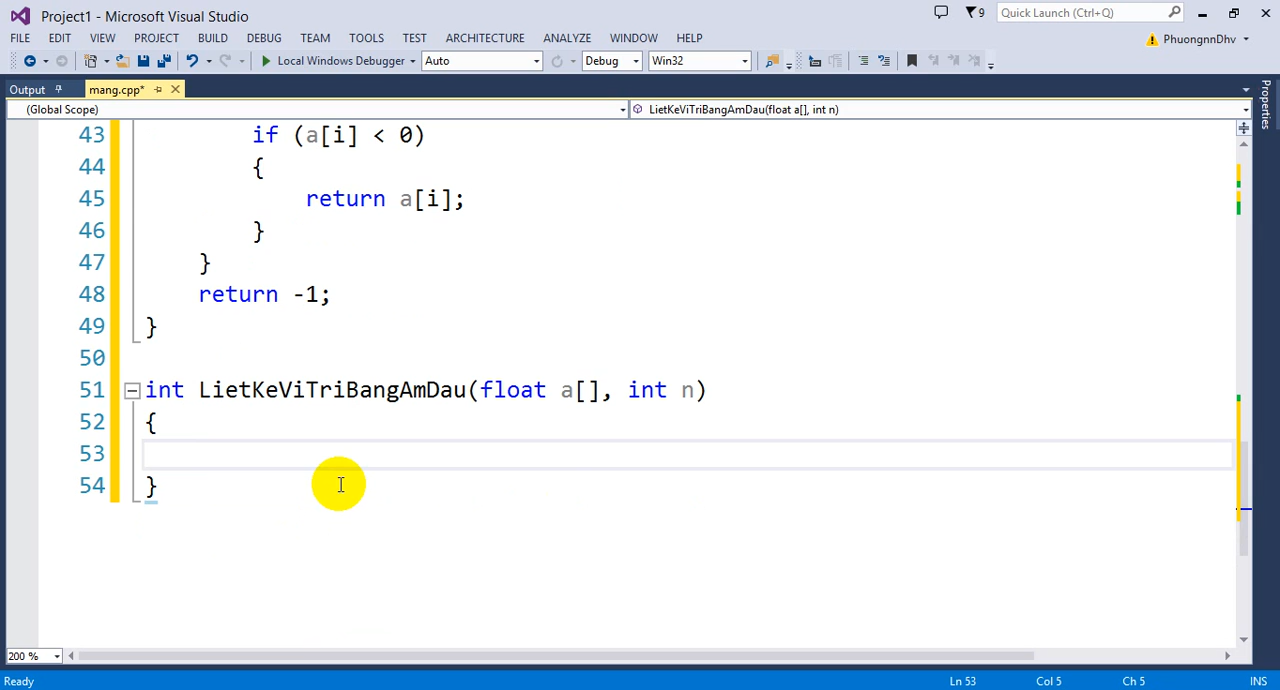 Project1 - Microsoft Visual Studio
9
Quick Launch (Ctrl+Q)
FILE EDIT VIEW PROJECT BUILD DEBUG TEAM TOOLS TEST ARCHITECTURE ANALYZE WINDOW HELP
PhuongnnDhv
Local Windows Debugger Auto Debug Win32
Output mang.cpp*
(Global Scope) LietKeViTriBangAmDau(float a[], int n)
Properties
43 if (a[i] < 0)
44 {
45 return a[i];
46 }
47 }
48 return -1;
49 }
50
51 int LietKeViTriBangAmDau(float a[], int n)
52 {
53
54 }
200 %
Ready Ln 53 Col 5 Ch 5 INS